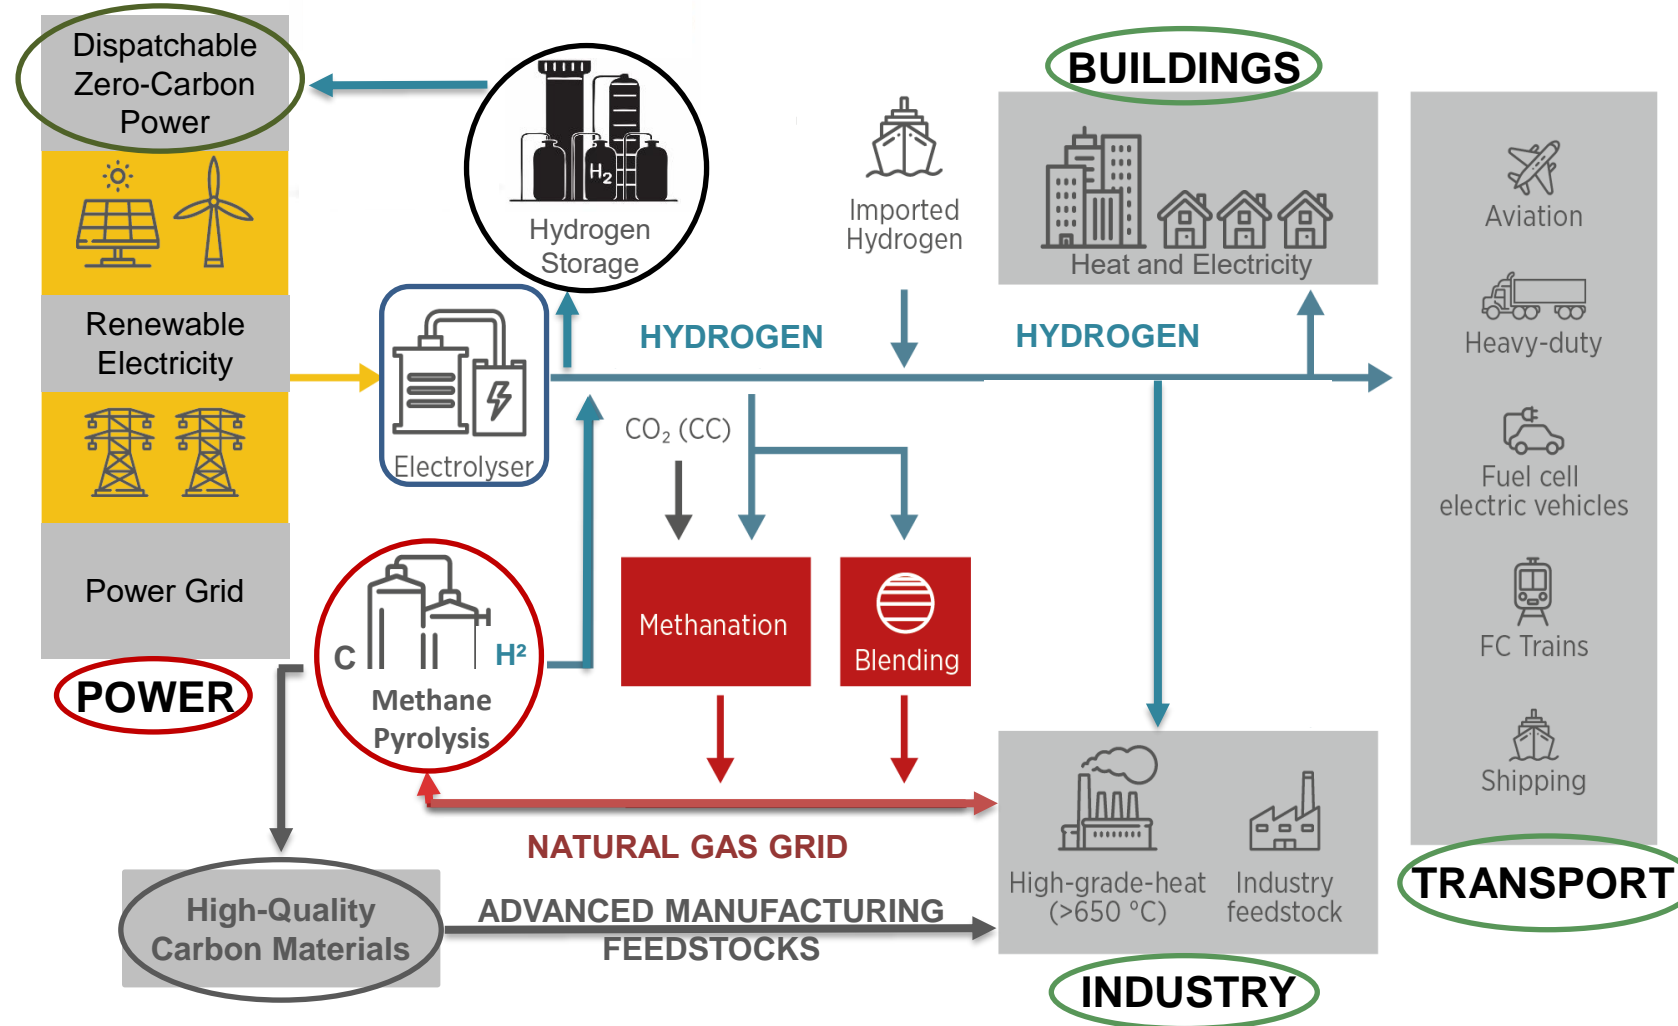 Dispatchable
Zero-Carbon
Power
Renewable
Electricity
Power Grid
POWER
H₂
Hydrogen
Storage
Electrolyser
HYDROGEN
Imported
Hydrogen
HYDROGEN
BUILDINGS
Heat and Electricity
CO₂ (CC)
Methanation
Blending
C
H²
Methane
Pyrolysis
NATURAL GAS GRID
High-Quality
Carbon Materials
ADVANCED MANUFACTURING
FEEDSTOCKS
High-grade-heat
(>650 °C)
Industry
feedstock
INDUSTRY
Aviation
Heavy-duty
Fuel cell
electric vehicles
FC Trains
Shipping
TRANSPORT